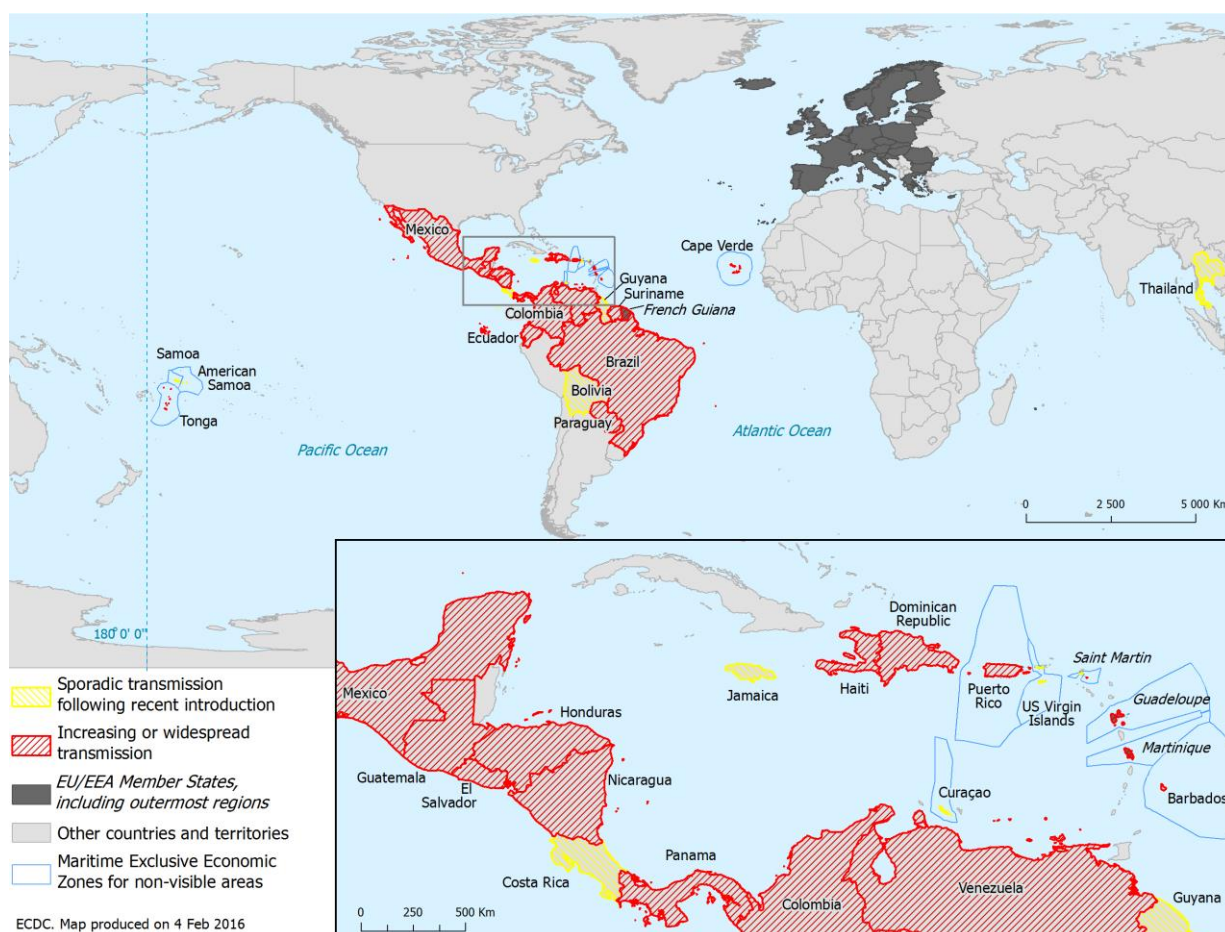 Mexico
Cape Verde
Guyana
Suriname
French Guiana
Colombia
Thailand
Ecuador
Brazil
Samoa
American
Samoa
Bolivia
Tonga
Paraguay
Pacific Ocean
Atlantic Ocean
0 2 500 5 000 Km
180° 0' 0"
Dominican
Republic
Saint Martin
Mexico
Jamaica
Haiti
Puerto
Rico
US Virgin
Islands
Guadeloupe
Honduras
Martinique
Guatemala
El
Salvador
Nicaragua
Curaçao
Barbados
Costa Rica
Panama
Venezuela
Colombia
Guyana
0 250 500 Km
Sporadic transmission
following recent introduction
Increasing or widespread
transmission
EU/EEA Member States,
including outermost regions
Other countries and territories
Maritime Exclusive Economic
Zones for non-visible areas
ECDC. Map produced on 4 Feb 2016